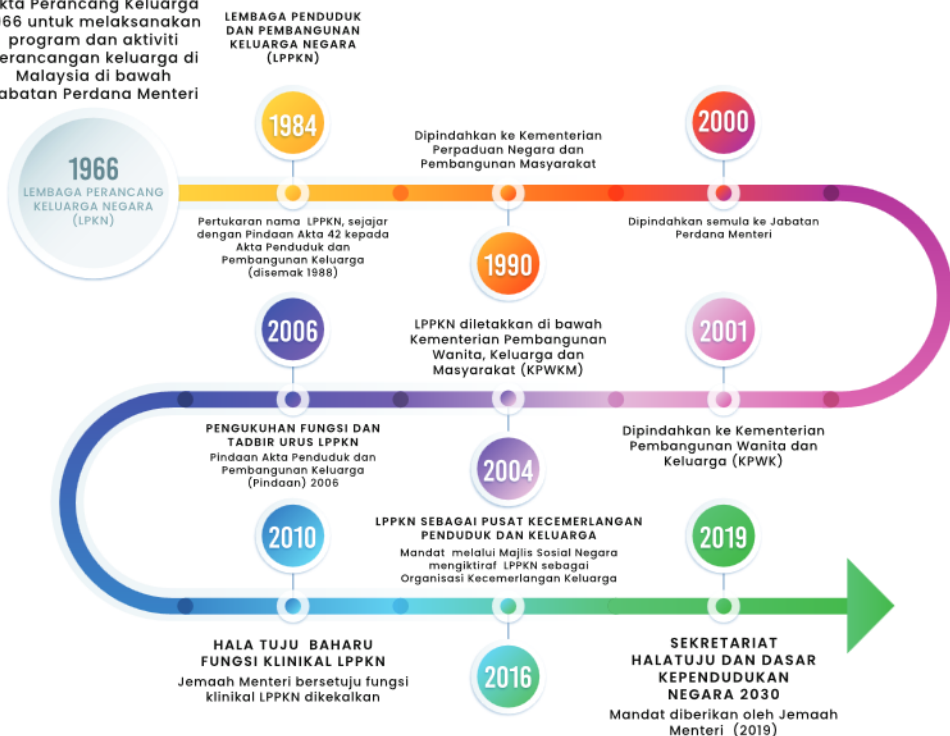 Akta Perancang Keluarga
1966 untuk melaksanakan
program dan aktiviti
perancangan keluarga di
Malaysia di bawah
Jabatan Perdana Menteri
1966
LEMBAGA PERANCANG
KELUARGA NEGARA
(LPKN)
LEMBAGA PENDUDUK
DAN PEMBANGUNAN
KELUARGA NEGARA
(LPPKN)
1984
Pertukaran nama LPPKN, sejajar
dengan Pindaan Akta 42 kepada
Akta Penduduk dan
Pembangunan Keluarga
(disemak 1988)
Dipindahkan ke Kementerian
Perpaduan Negara dan
Pembangunan Masyarakat
1990
2000
Dipindahkan semula ke Jabatan
Perdana Menteri
2001
Dipindahkan ke Kementerian
Pembangunan Wanita dan
Keluarga (KPWK)
LPPKN diletakkan di bawah
Kementerian Pembangunan
Wanita, Keluarga dan
Masyarakat (KPWKM)
2004
2006
PENGUKUHAN FUNGSI DAN
TADBIR URUS LPPKN
Pindaan Akta Penduduk dan
Pembangunan Keluarga
(Pindaan) 2006
2010
HALA TUJU BAHARU
FUNGSI KLINIKAL LPPKN
Jemaah Menteri bersetuju fungsi
klinikal LPPKN dikekalkan
LPPKN SEBAGAI PUSAT KECEMERLANGAN
PENDUDUK DAN KELUARGA
Mandat melalui Majlis Sosial Negara
mengiktiraf LPPKN sebagai
Organisasi Kecemerlangan Keluarga
2016
2019
SEKRETARIAT
HALATUJU DAN DASAR
KEPENDUDUKAN
NEGARA 2030
Mandat diberikan oleh Jemaah
Menteri (2019)